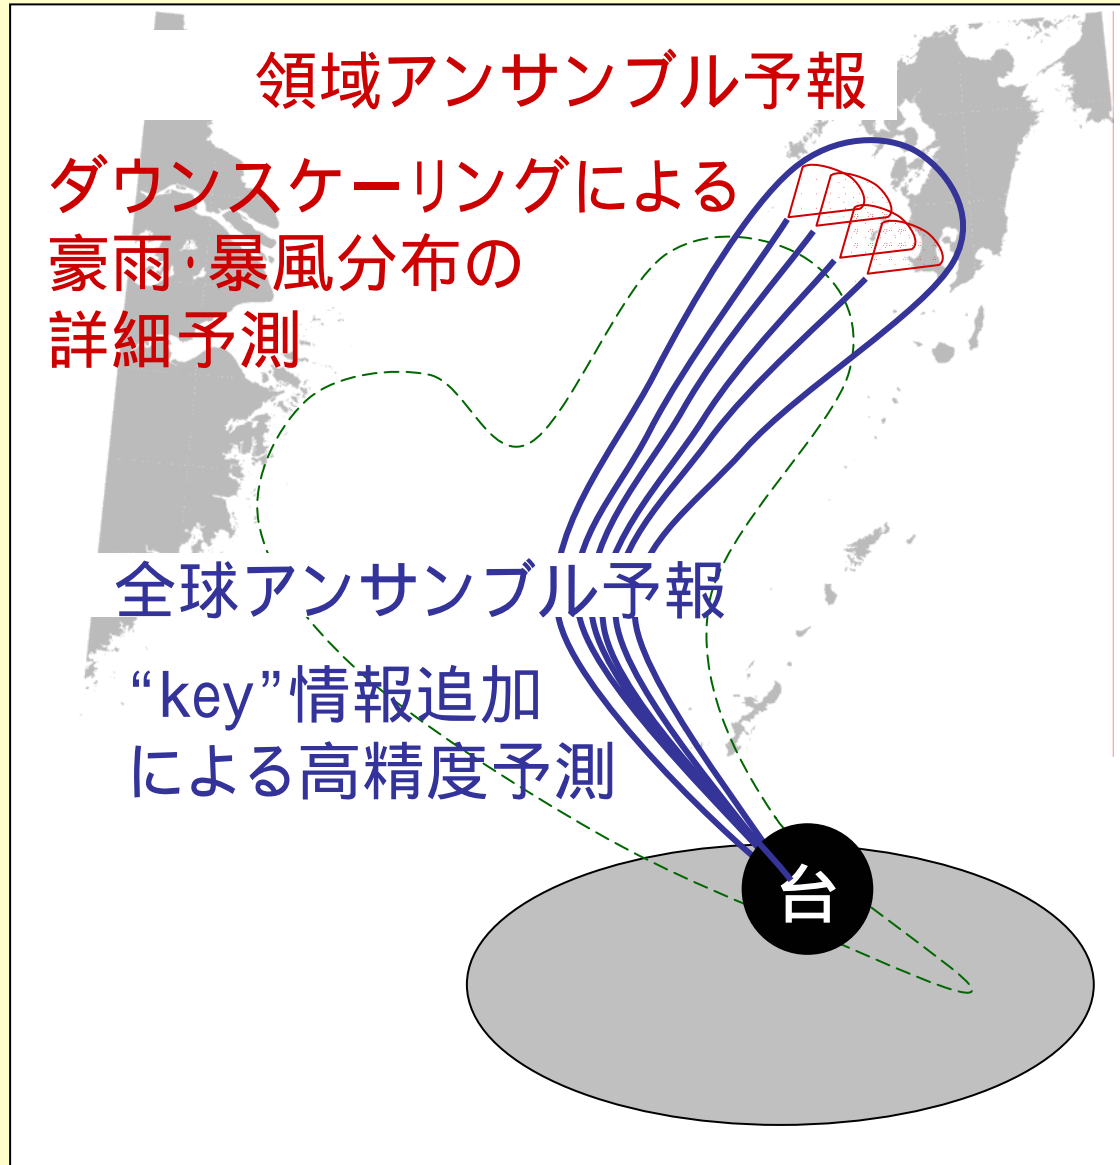 領域アンサンブル予報
ダウンスケーリングによる
豪雨・暴風分布の
詳細予測
全球アンサンブル予報
“key”情報追加
による高精度予測
台